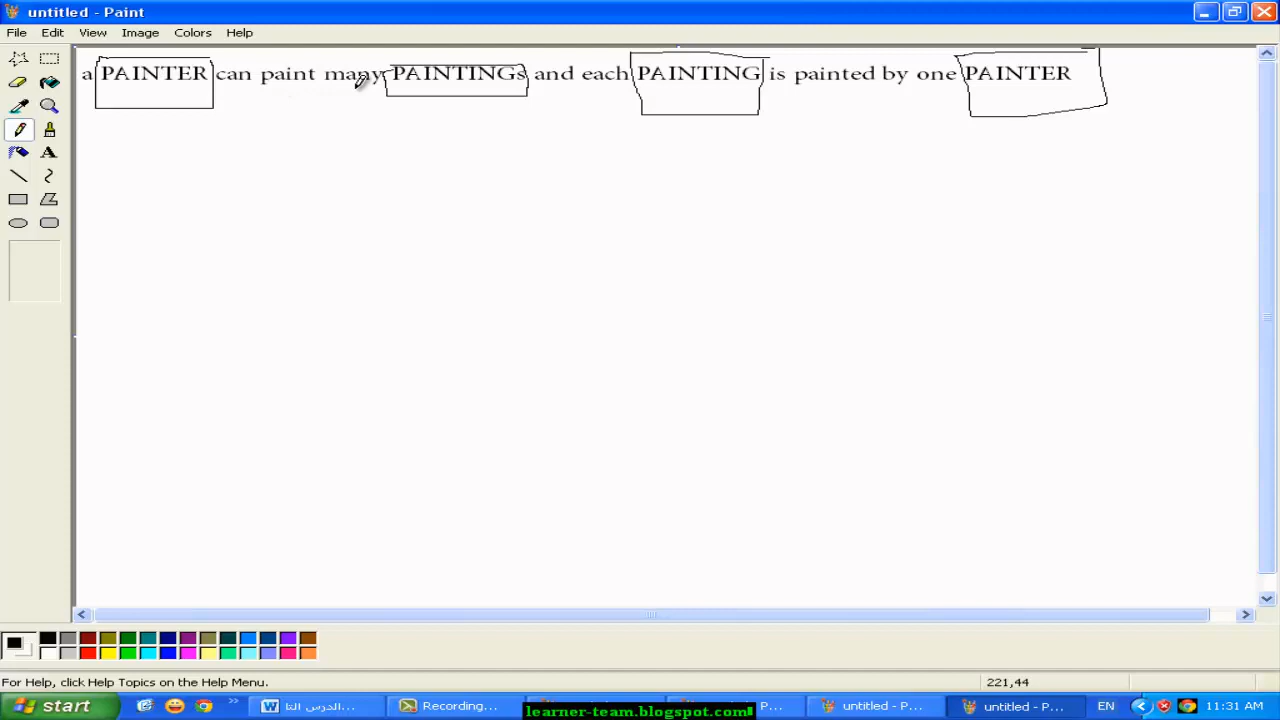 untitled - Paint
File Edit View Image Colors Help
a PAINTER can paint many PAINTINGs and each PAINTING is painted by one PAINTER
A
For Help, click Help Topics on the Help Menu.
221,44
start
الدرس التا...
Recording...
P...
untitled - P...
untitled - P...
EN
11:31 AM
learner-team.blogspot.com